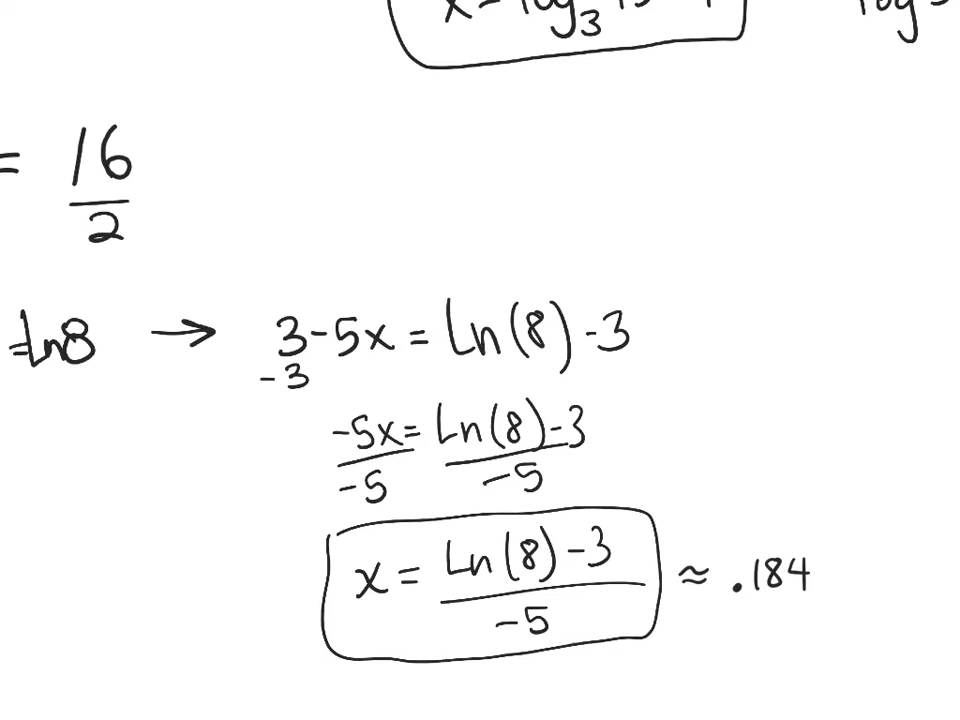 x = log₃
= 16/2
=Ln8 → 3-5x = Ln(8) -3
-3
-5x = Ln(8) -3
-5 -5
x = Ln(8) -3 / -5 ≈ .184